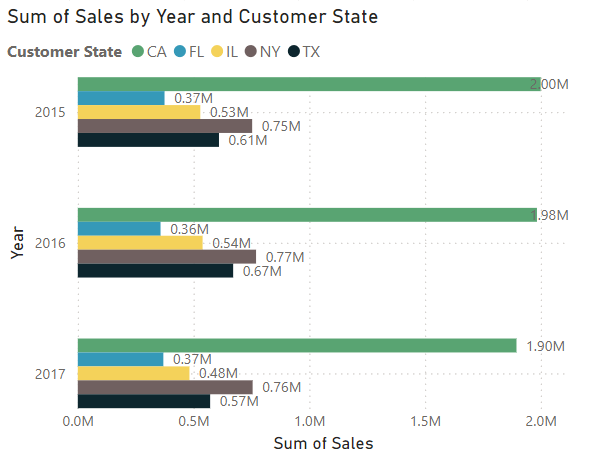 Sum of Sales by Year and Customer State
Customer State CA FL IL NY TX
2.00M
0.37M
2015 0.53M
0.75M
0.61M
1.98M
0.36M
2016 0.54M
0.77M
0.67M
1.90M
0.37M
2017 0.48M
0.76M
0.57M
Year
0.0M 0.5M 1.0M 1.5M 2.0M
Sum of Sales